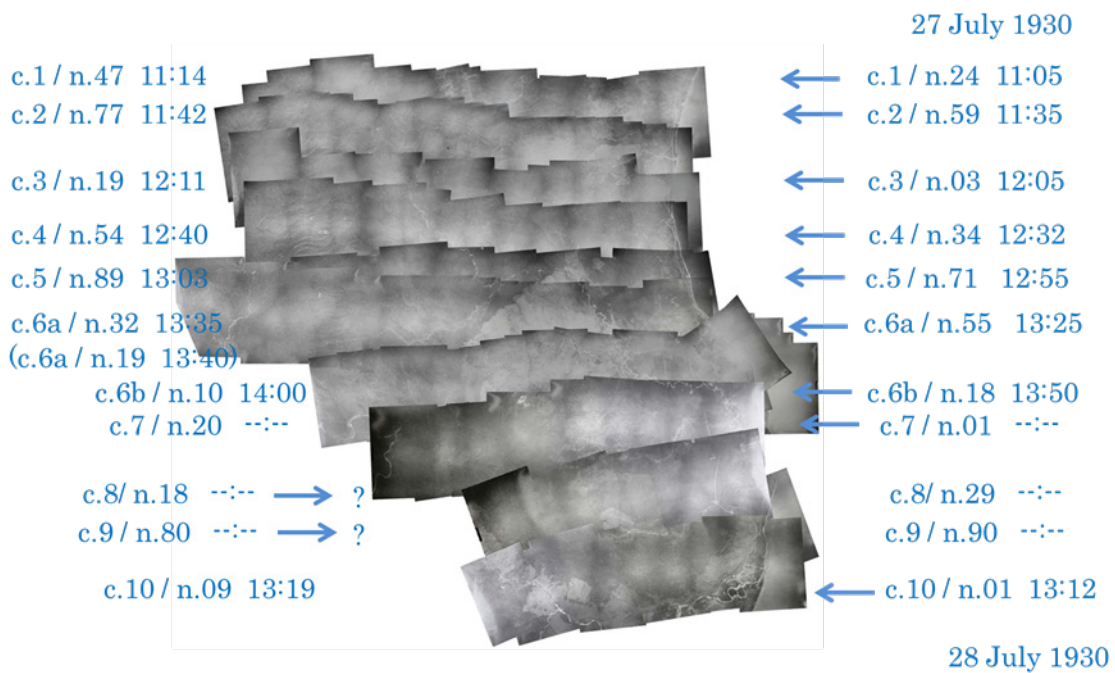 27 July 1930
c.1 / n.47 11:14 c.1 / n.24 11:05
c.2 / n.77 11:42 c.2 / n.59 11:35
c.3 / n.19 12:11 c.3 / n.03 12:05
c.4 / n.54 12:40 c.4 / n.34 12:32
c.5 / n.89 13:03 c.5 / n.71 12:55
c.6a / n.32 13:35 c.6a / n.55 13:25
(c.6a / n.19 13:40)
c.6b / n.10 14:00 c.6b / n.18 13:50
c.7 / n.20 --:-- c.7 / n.01 --:--
c.8/ n.18 --:-- ? c.8/ n.29 --:--
c.9 / n.80 --:-- ? c.9 / n.90 --:--
c.10 / n.09 13:19 c.10 / n.01 13:12
28 July 1930